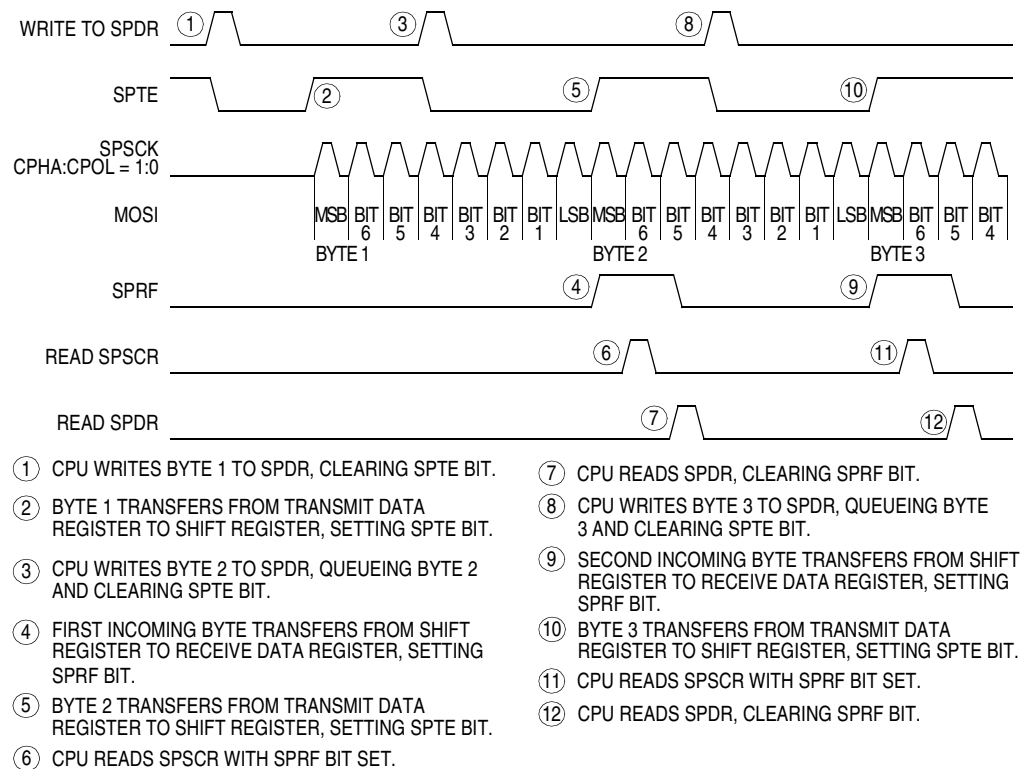 WRITE TO SPDR 1 3 8
SPTE 2 5 10
SPSCK
CPHA:CPOL = 1:0
MOSI MSB BIT 6 BIT 5 BIT 4 BIT 3 BIT 2 BIT 1 LSB MSB BIT 6 BIT 5 BIT 4 BIT 3 BIT 2 BIT 1 LSB MSB BIT 6 BIT 5 BIT 4
BYTE 1 BYTE 2 BYTE 3
SPRF 4 9
READ SPSCR 6 11
READ SPDR 7 12
1 CPU WRITES BYTE 1 TO SPDR, CLEARING SPTE BIT.
2 BYTE 1 TRANSFERS FROM TRANSMIT DATA
REGISTER TO SHIFT REGISTER, SETTING SPTE BIT.
3 CPU WRITES BYTE 2 TO SPDR, QUEUEING BYTE 2
AND CLEARING SPTE BIT.
4 FIRST INCOMING BYTE TRANSFERS FROM SHIFT
REGISTER TO RECEIVE DATA REGISTER, SETTING
SPRF BIT.
5 BYTE 2 TRANSFERS FROM TRANSMIT DATA
REGISTER TO SHIFT REGISTER, SETTING SPTE BIT.
6 CPU READS SPSCR WITH SPRF BIT SET.
7 CPU READS SPDR, CLEARING SPRF BIT.
8 CPU WRITES BYTE 3 TO SPDR, QUEUEING BYTE
3 AND CLEARING SPTE BIT.
9 SECOND INCOMING BYTE TRANSFERS FROM SHIFT
REGISTER TO RECEIVE DATA REGISTER, SETTING
SPRF BIT.
10 BYTE 3 TRANSFERS FROM TRANSMIT DATA
REGISTER TO SHIFT REGISTER, SETTING SPTE BIT.
11 CPU READS SPSCR WITH SPRF BIT SET.
12 CPU READS SPDR, CLEARING SPRF BIT.